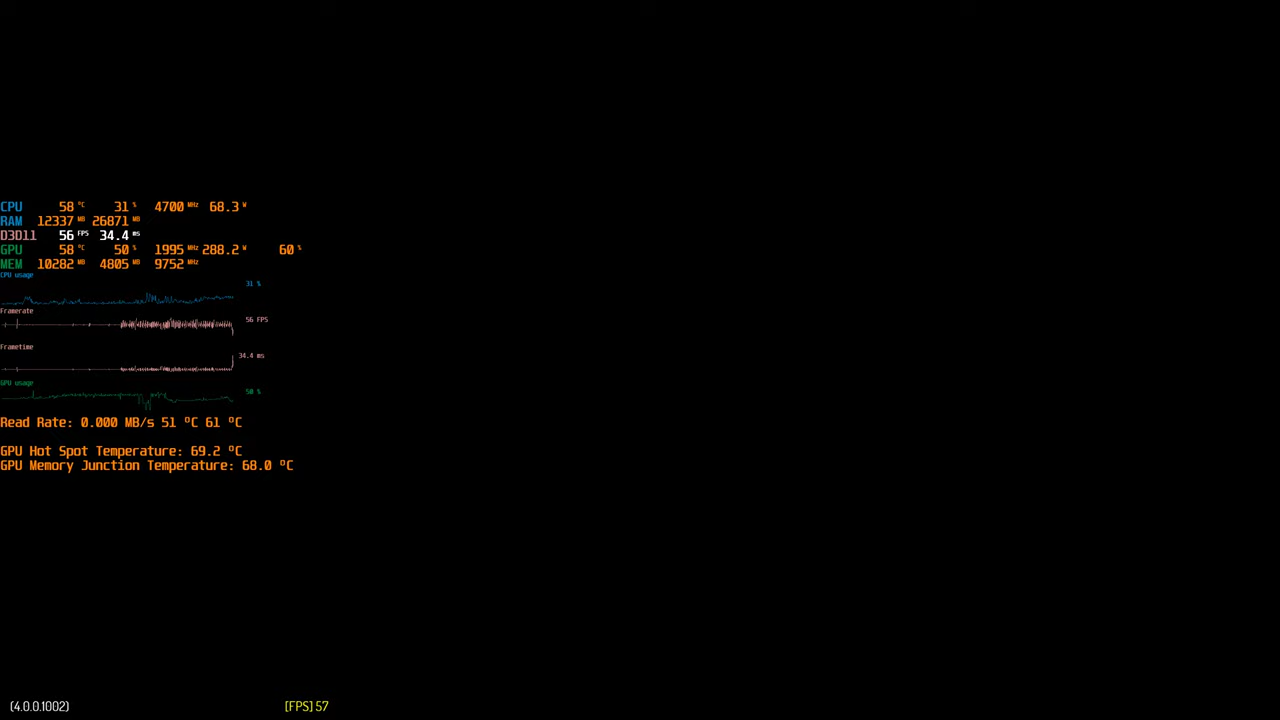 CPU 58 °C 31 % 4700 MHz 68.3 W
RAM 12337 MB 26871 MB
D3D11 56 FPS 34.4 ms
GPU 58 °C 50 % 1995 MHz 288.2 W 60 %
MEM 10282 MB 4805 MB 9752 MHz
CPU usage
31 %
Framerate
56 FPS
Frametime
34.4 ms
GPU usage
50 %
Read Rate: 0.000 MB/s 51 °C 61 °C
GPU Hot Spot Temperature: 69.2 °C
GPU Memory Junction Temperature: 68.0 °C
(4.0.0.1002) [FPS] 57